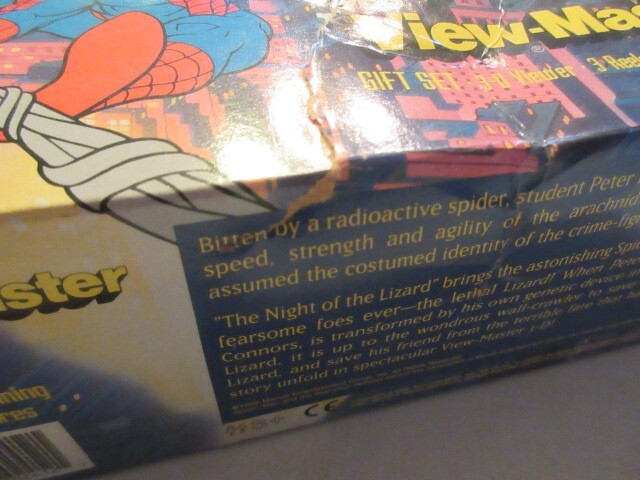 View-Ma
GIFT SET 3-D Viewer 3 Reels
Bitten by a radioactive spider, student Peter
speed, strength and agility of the arachnid
assumed the costumed identity of the crime-fig
"The Night of the Lizard" brings the astonishing Spi
fearsome foes ever—the lethal Lizard! When Pete
Connors, is transformed by his own genetic device
Lizard, it is up to the wondrous wall-crawler to save
Lizard, and save his friend from the terrible fate that
story unfold in spectacular View-Master 3-D!
ster
ning
res
CE